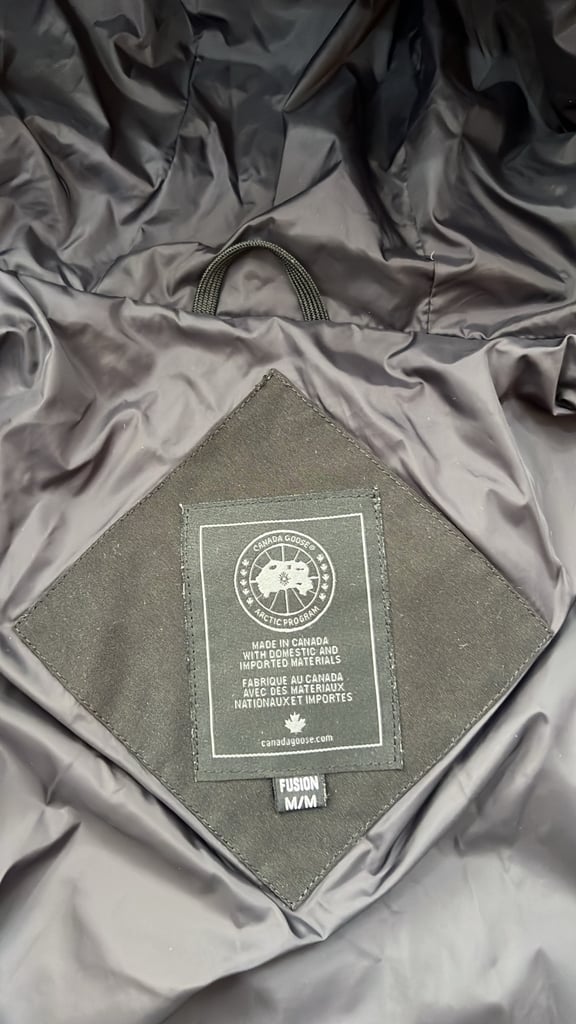 CANADA GOOSE®
ARCTIC PROGRAM
MADE IN CANADA
WITH DOMESTIC AND
IMPORTED MATERIALS
FABRIQUE AU CANADA
AVEC DES MATERIAUX
NATIONAUX ET IMPORTES
canadagoose.com
FUSION
M/M